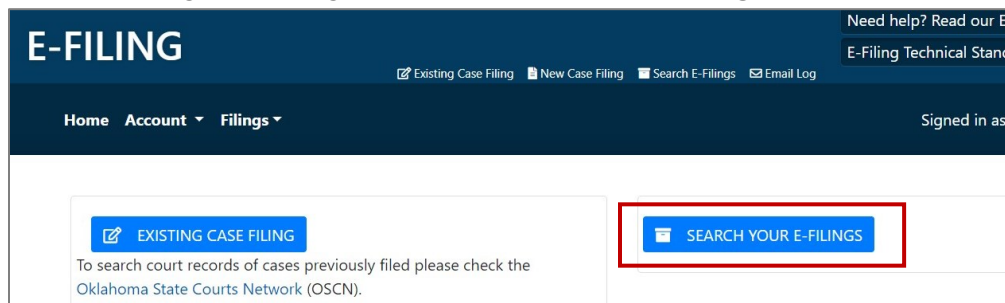 Need help? Read our E
E-FILING
E-Filing Technical Stand
Existing Case Filing New Case Filing Search E-Filings Email Log
Home Account Filings Signed in as
EXISTING CASE FILING
SEARCH YOUR E-FILINGS
To search court records of cases previously filed please check the
Oklahoma State Courts Network (OSCN).